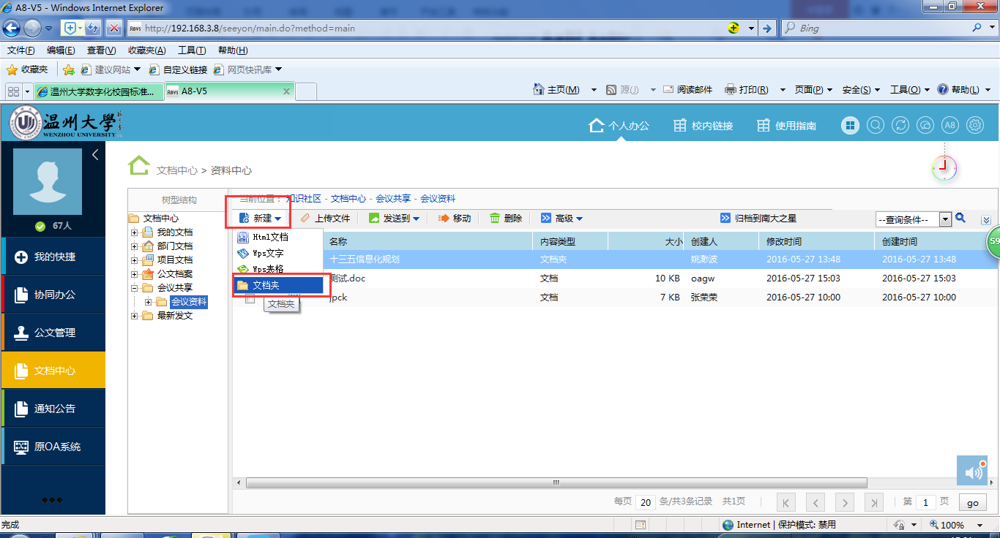 A8-V5 - Windows Internet Explorer
http://192.168.3.8/seeyon/main.do?method=main
Bing
文件(F) 编辑(E) 查看(V) 收藏夹(A) 工具(T) 帮助(H)
收藏夹 建议网站 自定义链接 网页快讯库
温州大学数字化校园标准... A8V5 A8-V5
主页(M) 源(J) 阅读邮件 打印(R) 页面(P) 安全(S) 工具(O) 帮助(L)
温州大学
WENZHOU UNIVERSITY
个人办公 校内链接 使用指南 A8
文档中心 > 资料中心
67人
我的快捷
协同办公
公文管理
文档中心
通知公告
原OA系统
树型结构
文档中心
我的文档
部门文档
项目文档
公文档案
会议共享
会议资料
最新发文
当前位置： 知识社区 - 文档中心 - 会议共享 - 会议资料
新建 上传文件 发送到 移动 删除 高级 归档到南大之星 --查询条件--
Html文档
Wps文字
Wps表格
文档夹
文档夹
名称 内容类型 大小 创建人 修改时间 创建时间
十三五信息化规划 文档夹 姚渺波 2016-05-27 13:48 2016-05-27 13:48
测试.doc 文档 10 KB oagw 2016-05-27 15:03 2016-05-27 15:03
jpck 文档 7 KB 张荣荣 2016-05-27 10:00 2016-05-27 10:00
59
每页 20 条/共3条记录 共1页 第 1 页 go
完成 Internet | 保护模式: 禁用 100%